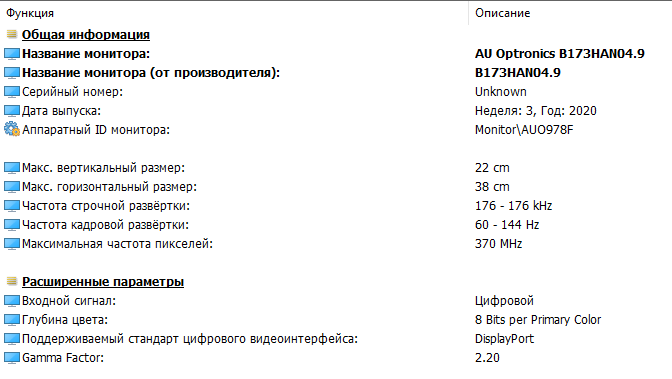 Функция Описание
Общая информация
Название монитора: AU Optronics B173HAN04.9
Название монитора (от производителя): B173HAN04.9
Серийный номер: Unknown
Дата выпуска: Неделя: 3, Год: 2020
Аппаратный ID монитора: Monitor\AUO978F
Макс. вертикальный размер: 22 cm
Макс. горизонтальный размер: 38 cm
Частота строчной развёртки: 176 - 176 kHz
Частота кадровой развёртки: 60 - 144 Hz
Максимальная частота пикселей: 370 MHz
Расширенные параметры
Входной сигнал: Цифровой
Глубина цвета: 8 Bits per Primary Color
Поддерживаемый стандарт цифрового видеоинтерфейса: DisplayPort
Gamma Factor: 2.20